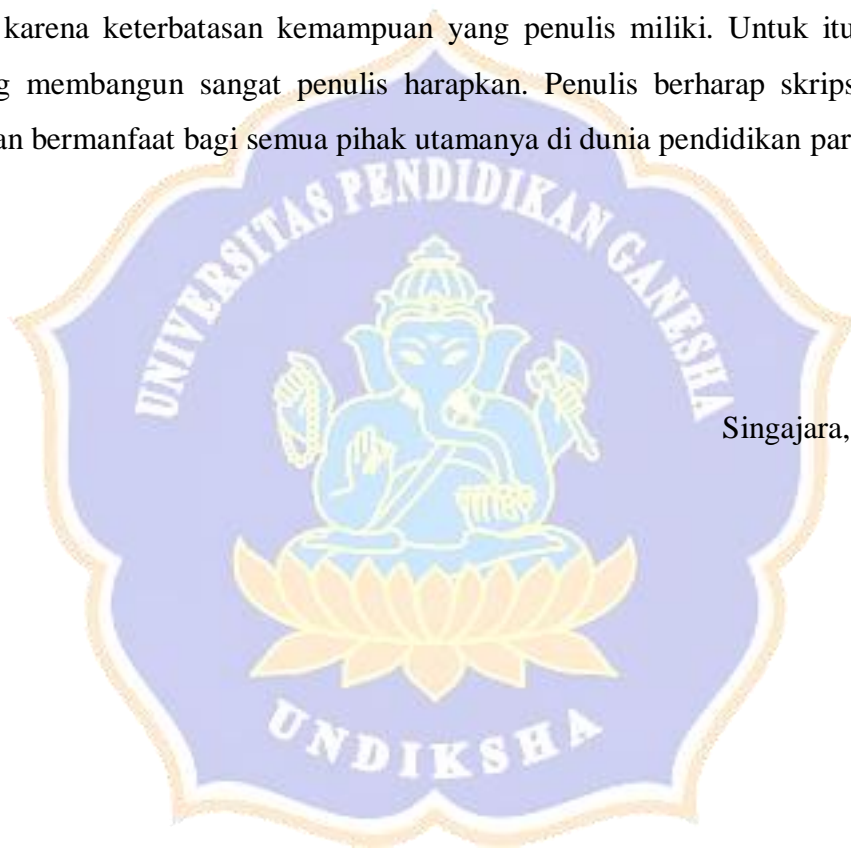 karena keterbatasan kemampuan yang penulis miliki. Untuk itu
g membangun sangat penulis harapkan. Penulis berharap skrips
an bermanfaat bagi semua pihak utamanya di dunia pendidikan par
UNIVERSITAS PENDIDIKAN GANESHA
Singajara,
UNDIKSHA